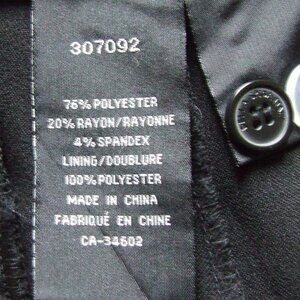 307092
76% POLYESTER
20% RAYON/RAYONNE
4% SPANDEX
LINING/DOUBLURE
100% POLYESTER
MADE IN CHINA
FABRIQUÉ EN CHINE
CA-34602